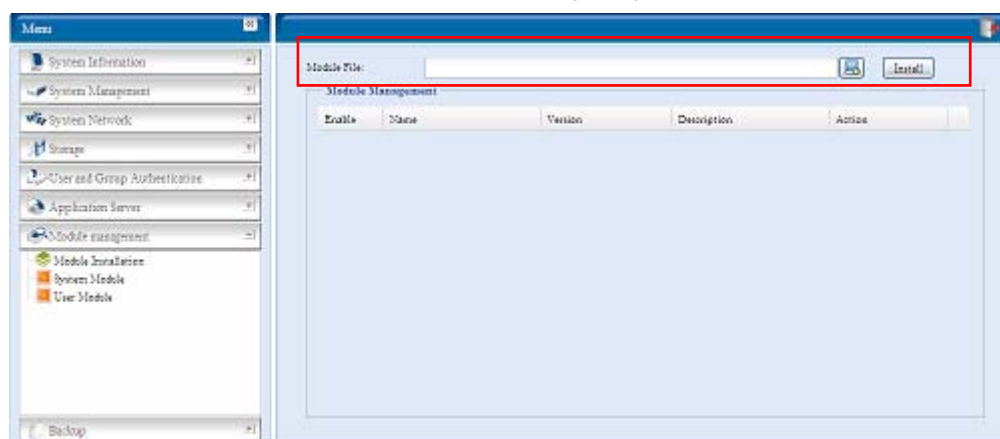 Menu
System Information
System Management
System Network
Storage
User and Group Authentication
Application Server
Module management
Module Installation
System Module
User Module
Backup
Module File:
Install
Module Management
Enable Name Version Description Action